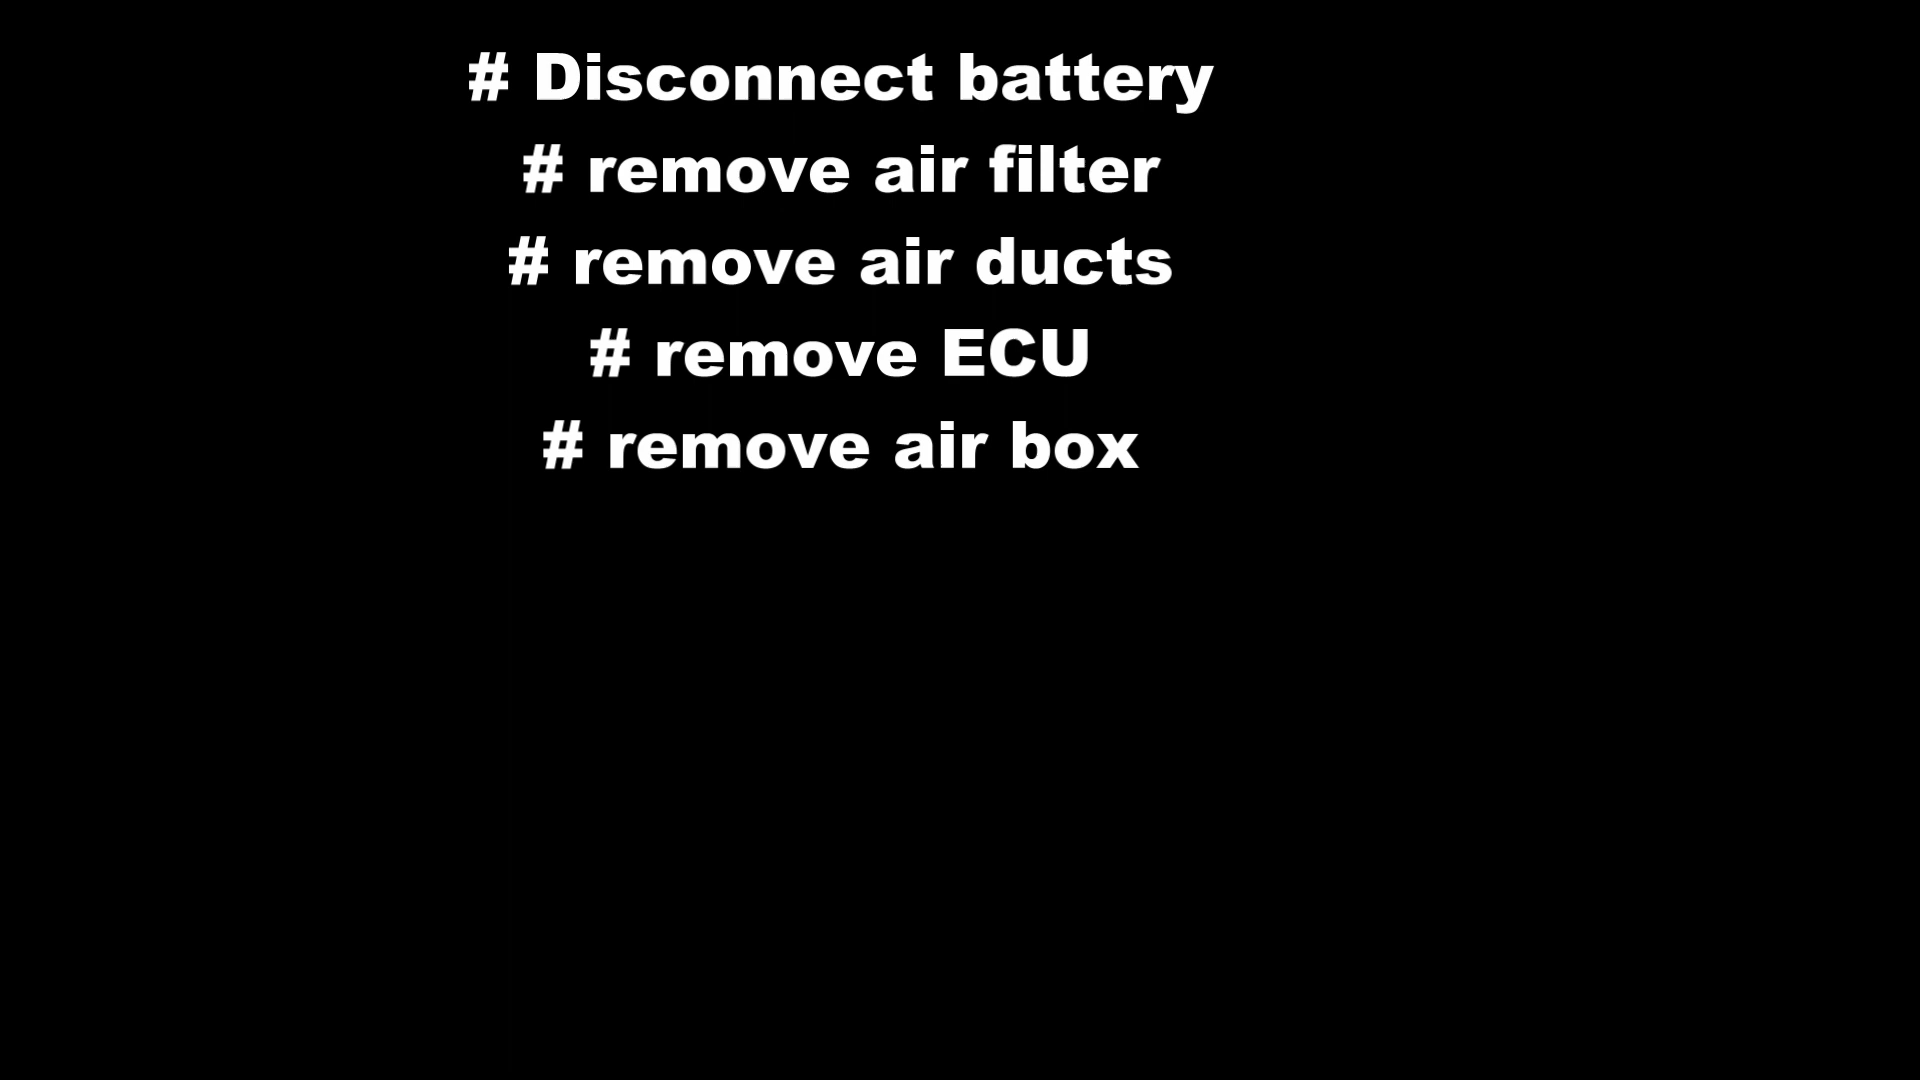 # Disconnect battery
# remove air filter
# remove air ducts
# remove ECU
# remove air box